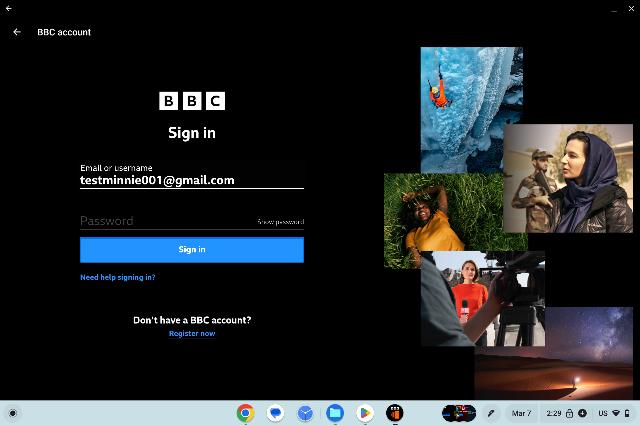 BBC account
BBC
Sign in
Email or username
testminnie001@gmail.com
Password
Show password
Sign in
Need help signing in?
Don't have a BBC account?
Register now
Mar 7
2:29
US